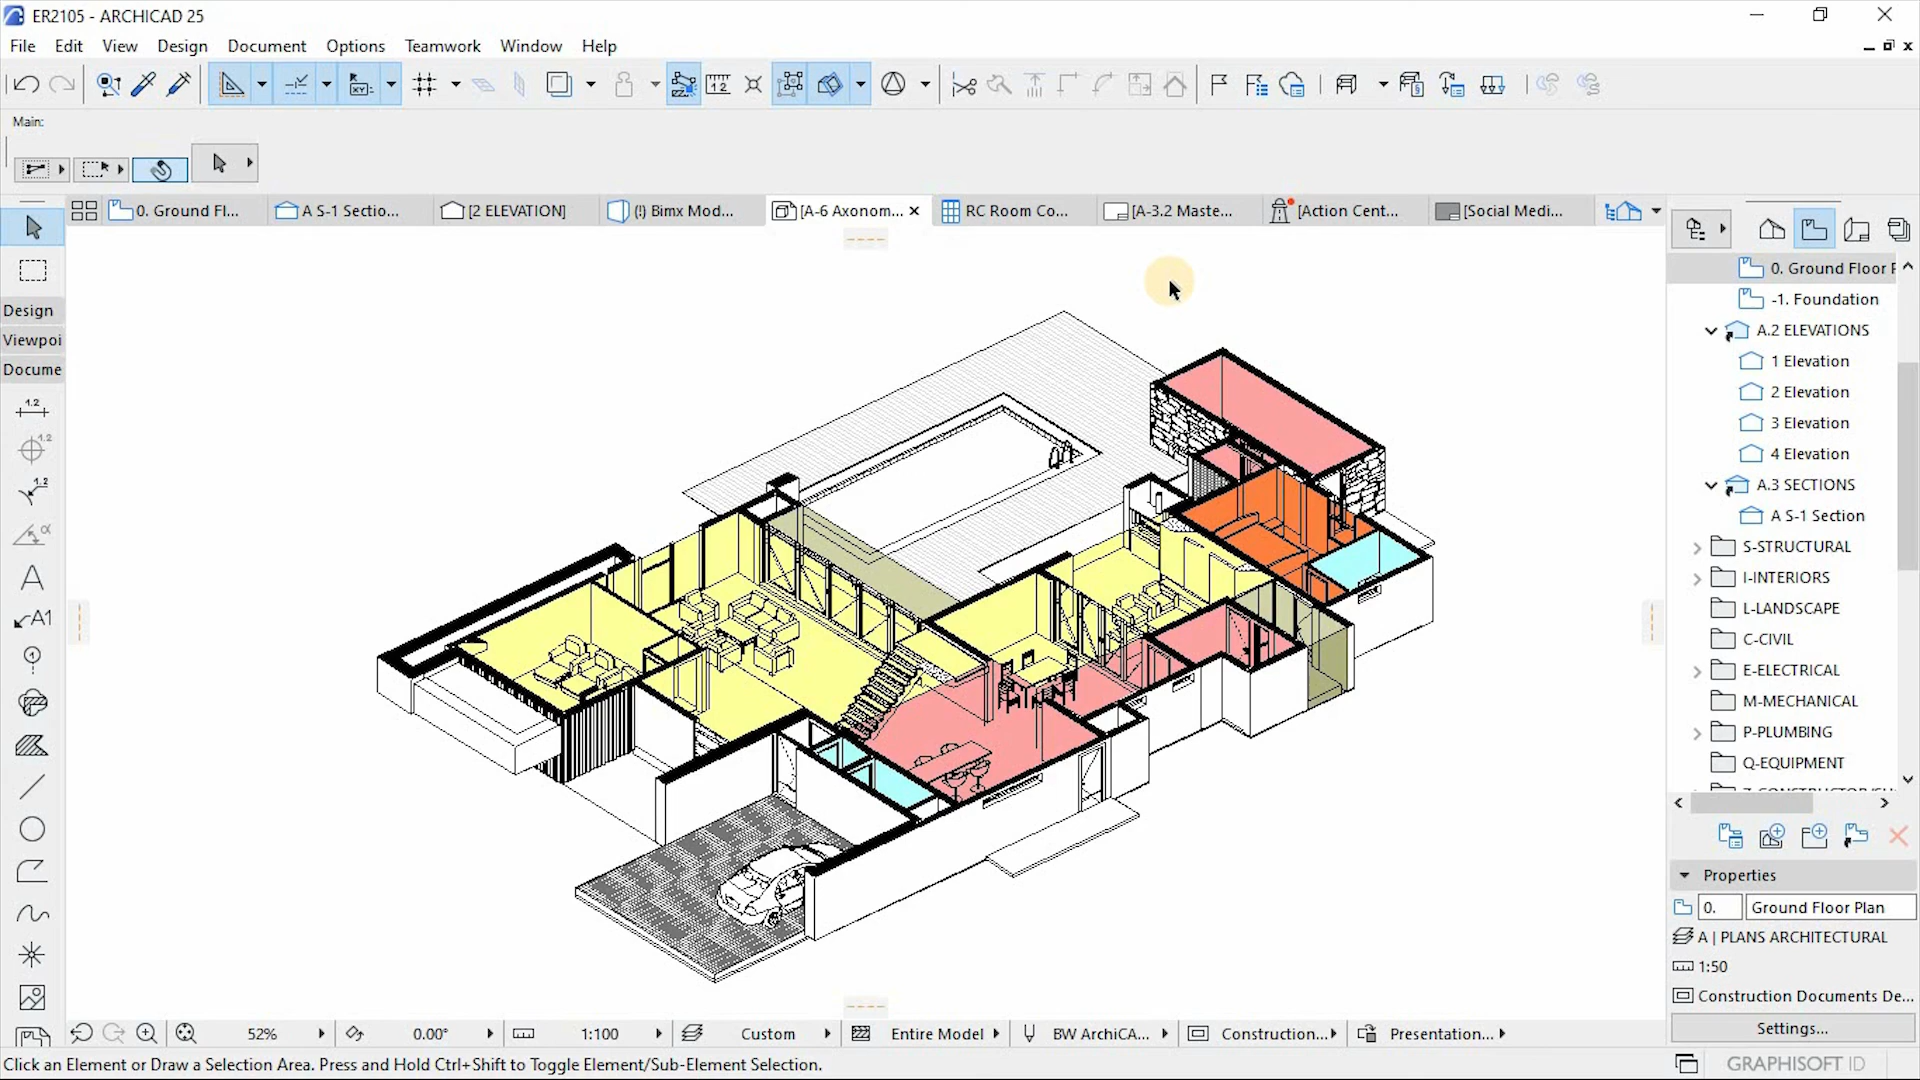 ER2105 - ARCHICAD 25
File Edit View Design Document Options Teamwork Window Help
Main:
0. Ground Fl... A S-1 Sectio... [2 ELEVATION] (!) Bimx Mod... [A-6 Axonom... RC Room Co... [A-3.2 Maste... [Action Cent... [Social Medi...
Design
Viewpoi
Docume
0. Ground Floor P
-1. Foundation
A.2 ELEVATIONS
1 Elevation
2 Elevation
3 Elevation
4 Elevation
A.3 SECTIONS
A S-1 Section
S-STRUCTURAL
I-INTERIORS
L-LANDSCAPE
C-CIVIL
E-ELECTRICAL
M-MECHANICAL
P-PLUMBING
Q-EQUIPMENT
Properties
0. Ground Floor Plan
A | PLANS ARCHITECTURAL
1:50
Construction Documents De...
Settings...
52% 0.00° 1:100 Custom Entire Model BW ArchiCA... Construction... Presentation...
Click an Element or Draw a Selection Area. Press and Hold Ctrl+Shift to Toggle Element/Sub-Element Selection.
GRAPHISOFT ID